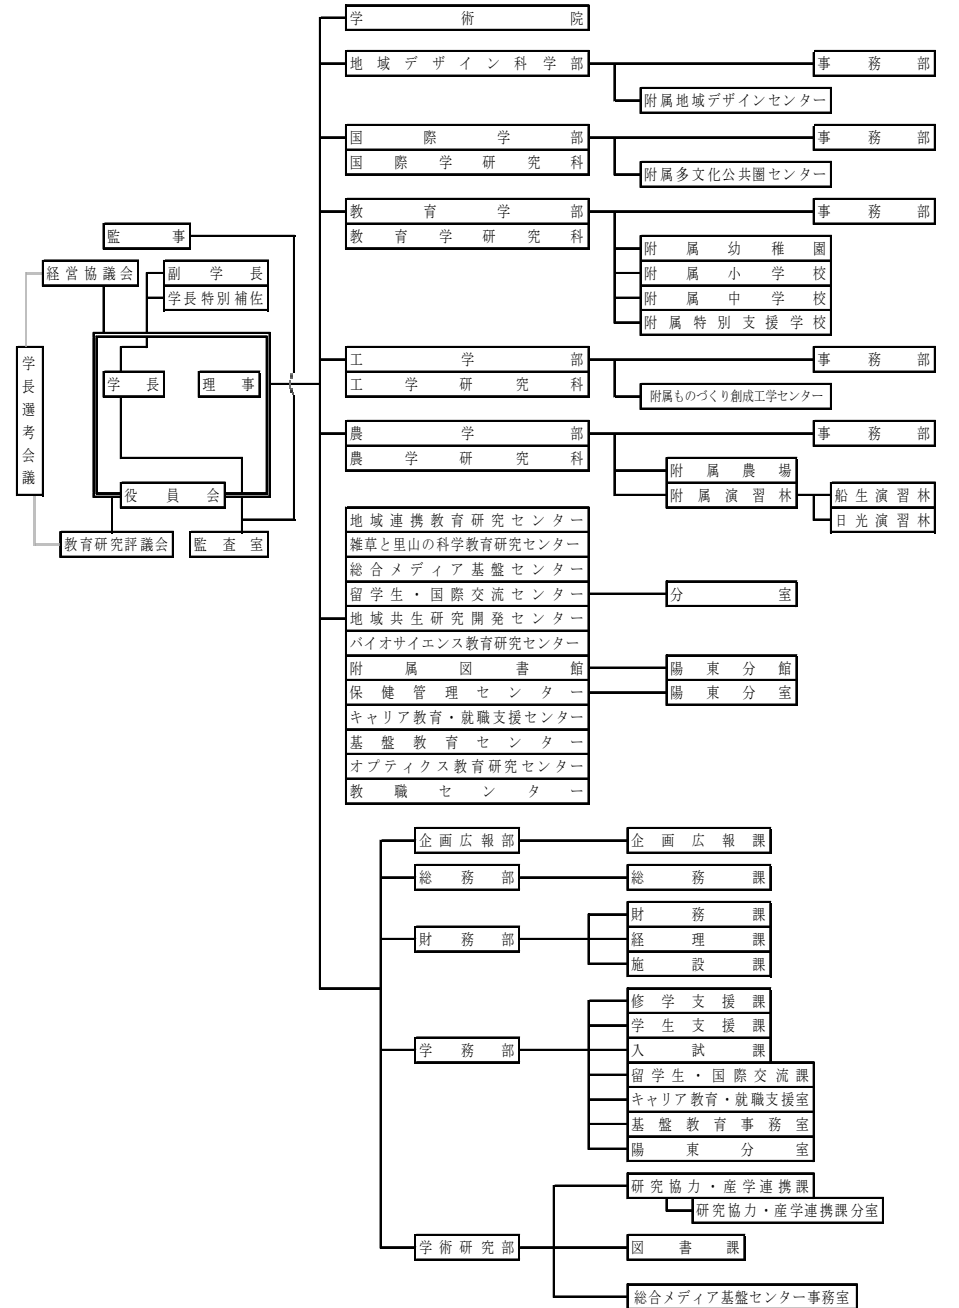 学術院
地域デザイン科学部
事務部
附属地域デザインセンター
国際学部
事務部
国際学研究科
附属多文化公共圏センター
教育学部
事務部
教育学研究科
附属幼稚園
附属小学校
附属中学校
附属特別支援学校
監事
経営協議会
副学長
学長特別補佐
学長選考会議
学長
理事
役員会
教育研究評議会
監査室
工学部
事務部
工学研究科
附属ものづくり創成工学センター
農学部
事務部
農学研究科
附属農場
附属演習林
船生演習林
日光演習林
地域連携教育研究センター
雑草と里山の科学教育研究センター
総合メディア基盤センター
留学生・国際交流センター
分室
地域共生研究開発センター
バイオサイエンス教育研究センター
附属図書館
陽東分館
保健管理センター
陽東分室
キャリア教育・就職支援センター
基盤教育センター
オプティクス教育研究センター
教職センター
企画広報部
企画広報課
総務部
総務課
財務部
財務課
経理課
施設課
学務部
修学支援課
学生支援課
入試課
留学生・国際交流課
キャリア教育・就職支援室
基盤教育事務室
陽東分室
学術研究部
研究協力・産学連携課
研究協力・産学連携課分室
図書課
総合メディア基盤センター事務室